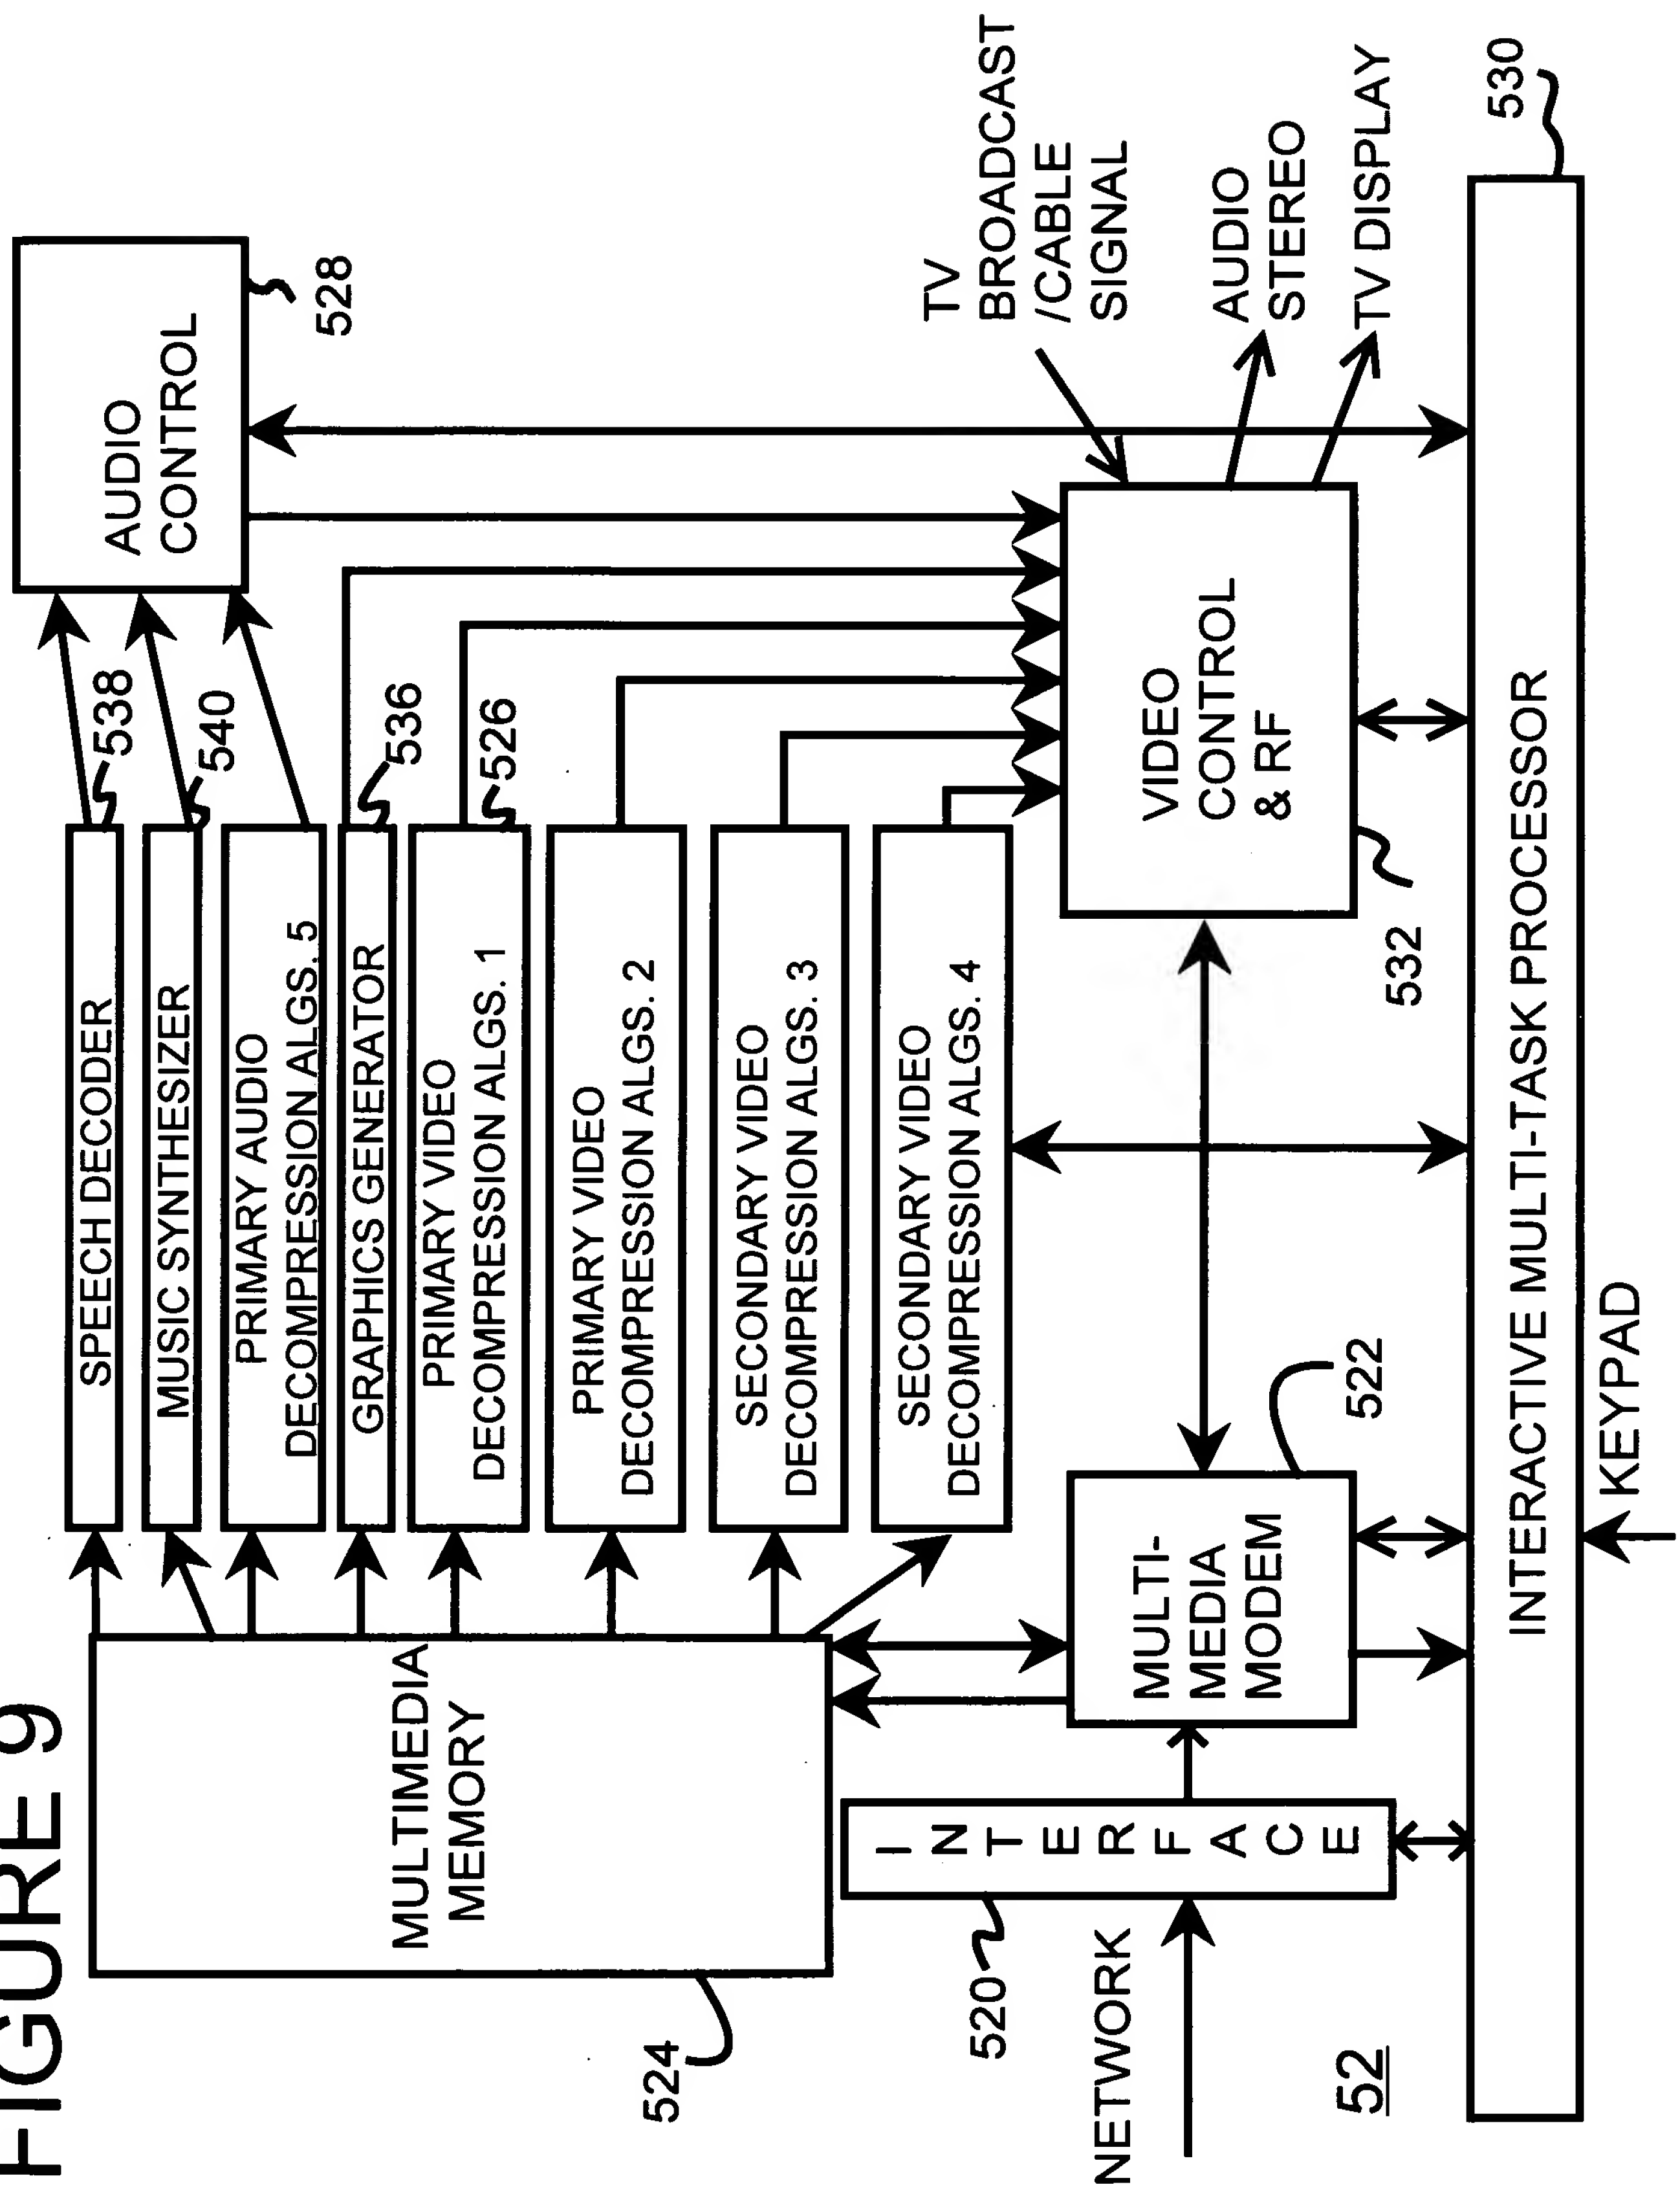 FIGURE 9
SPEECH DECODER
538
MUSIC SYNTHESIZER
540
PRIMARY AUDIO
DECOMPRESSION ALGS. 5
GRAPHICS GENERATOR
536
PRIMARY VIDEO
DECOMPRESSION ALGS. 1
526
PRIMARY VIDEO
DECOMPRESSION ALGS. 2
SECONDARY VIDEO
DECOMPRESSION ALGS. 3
SECONDARY VIDEO
DECOMPRESSION ALGS. 4
AUDIO
CONTROL
528
MULTIMEDIA
MEMORY
524
TV
BROADCAST
/CABLE
SIGNAL
AUDIO
STEREO
TV DISPLAY
VIDEO
CONTROL
& RF
532
MULTI-
MEDIA
MODEM
522
INTERFACE
520
NETWORK
52
INTERACTIVE MULTI-TASK PROCESSOR
530
KEYPAD